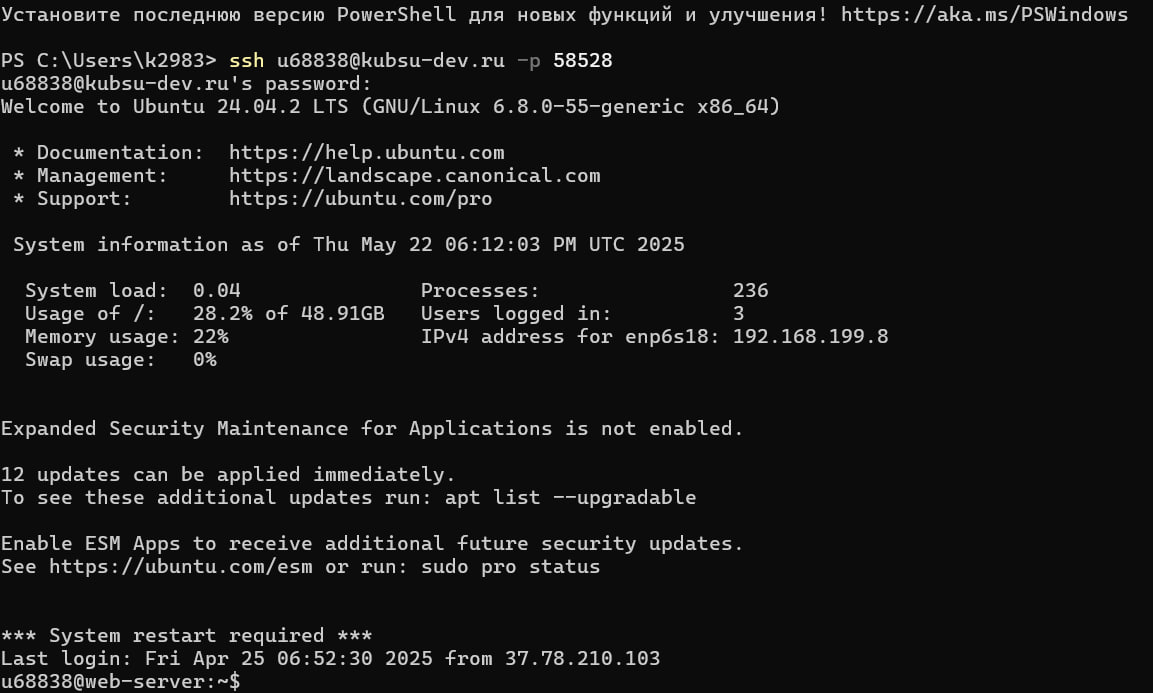 Установите последнюю версию PowerShell для новых функций и улучшения! https://aka.ms/PSWindows
PS C:\Users\k2983> ssh u68838@kubsu-dev.ru -p 58528
u68838@kubsu-dev.ru's password:
Welcome to Ubuntu 24.04.2 LTS (GNU/Linux 6.8.0-55-generic x86_64)
* Documentation:  https://help.ubuntu.com
* Management:     https://landscape.canonical.com
* Support:        https://ubuntu.com/pro
System information as of Thu May 22 06:12:03 PM UTC 2025
System load:  0.04               Processes:                236
Usage of /:   28.2% of 48.91GB   Users logged in:          3
Memory usage: 22%                IPv4 address for enp6s18: 192.168.199.8
Swap usage:   0%
Expanded Security Maintenance for Applications is not enabled.
12 updates can be applied immediately.
To see these additional updates run: apt list --upgradable
Enable ESM Apps to receive additional future security updates.
See https://ubuntu.com/esm or run: sudo pro status
*** System restart required ***
Last login: Fri Apr 25 06:52:30 2025 from 37.78.210.103
u68838@web-server:~$